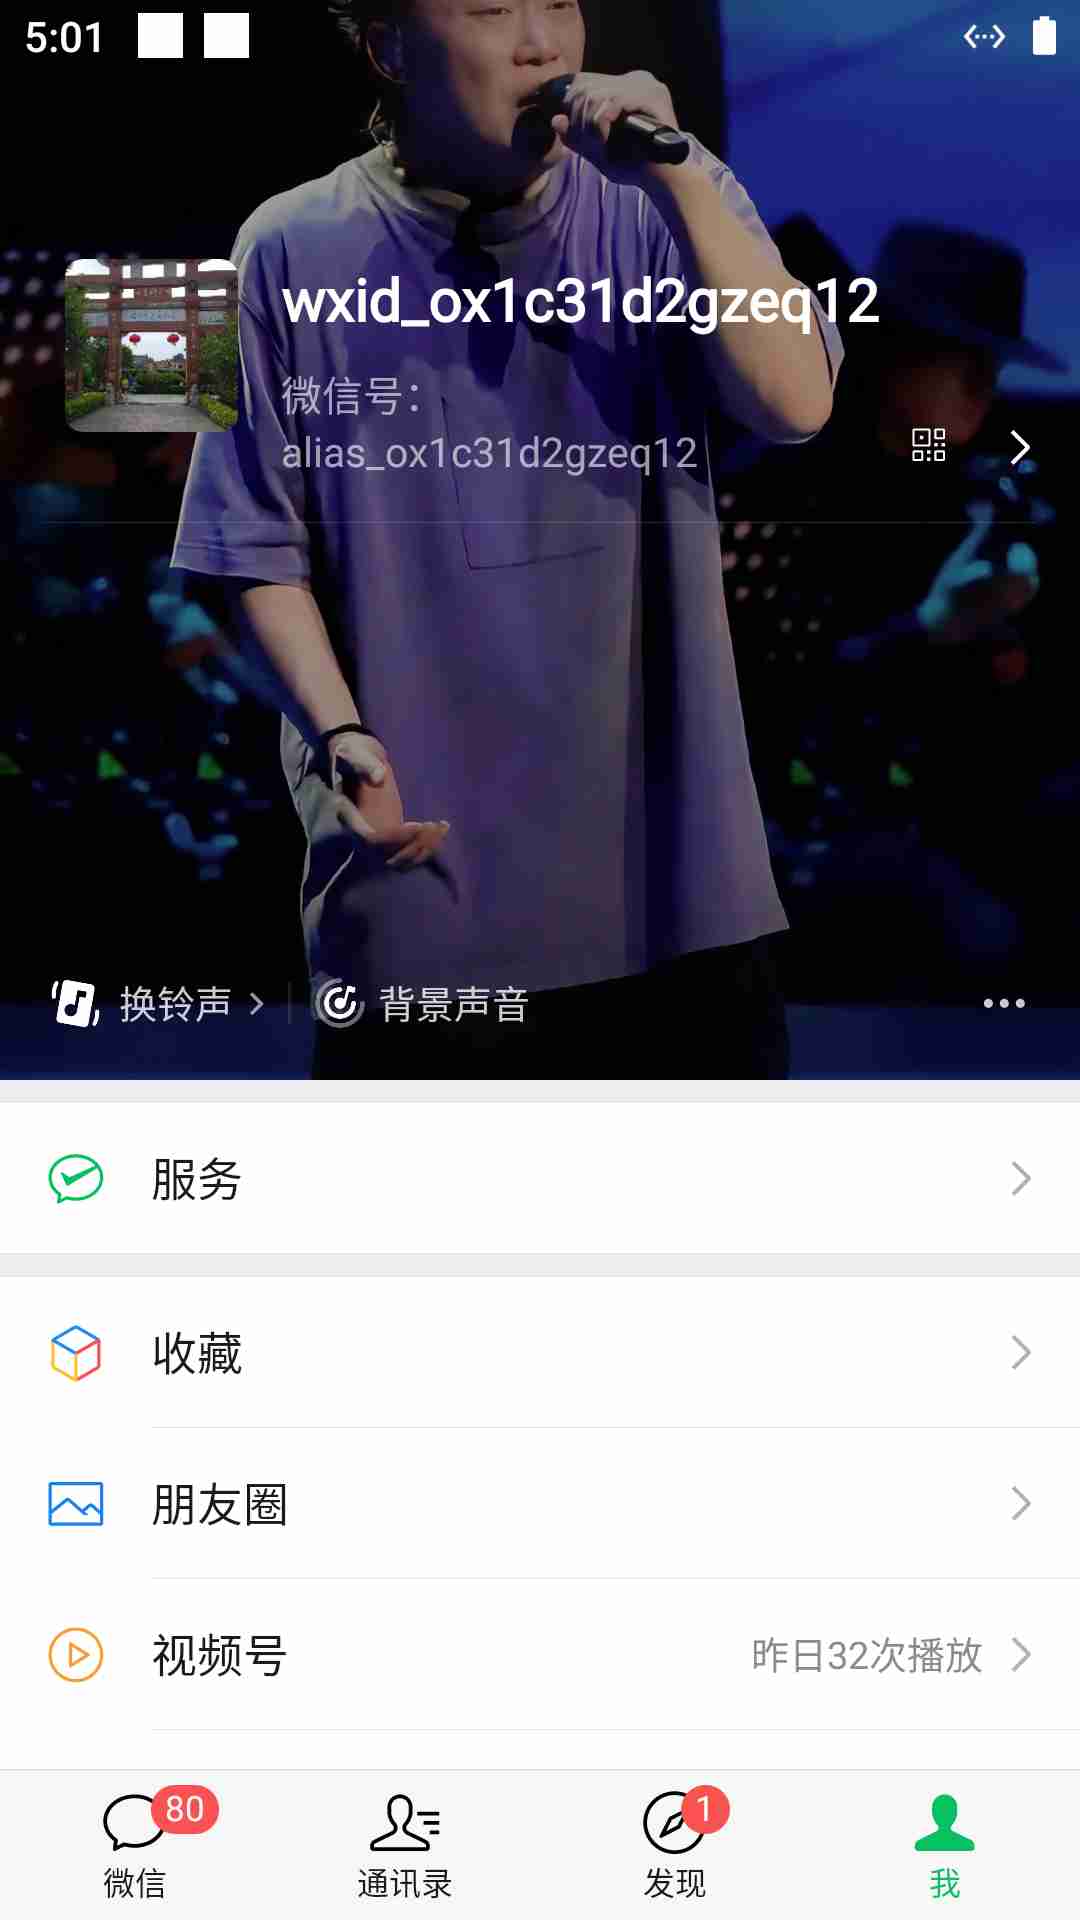 5:01
wxid_ox1c31d2gzeq12
微信号：
alias_ox1c31d2gzeq12
换铃声
背景声音
服务
收藏
朋友圈
视频号 昨日32次播放
80 1
微信 通讯录 发现 我